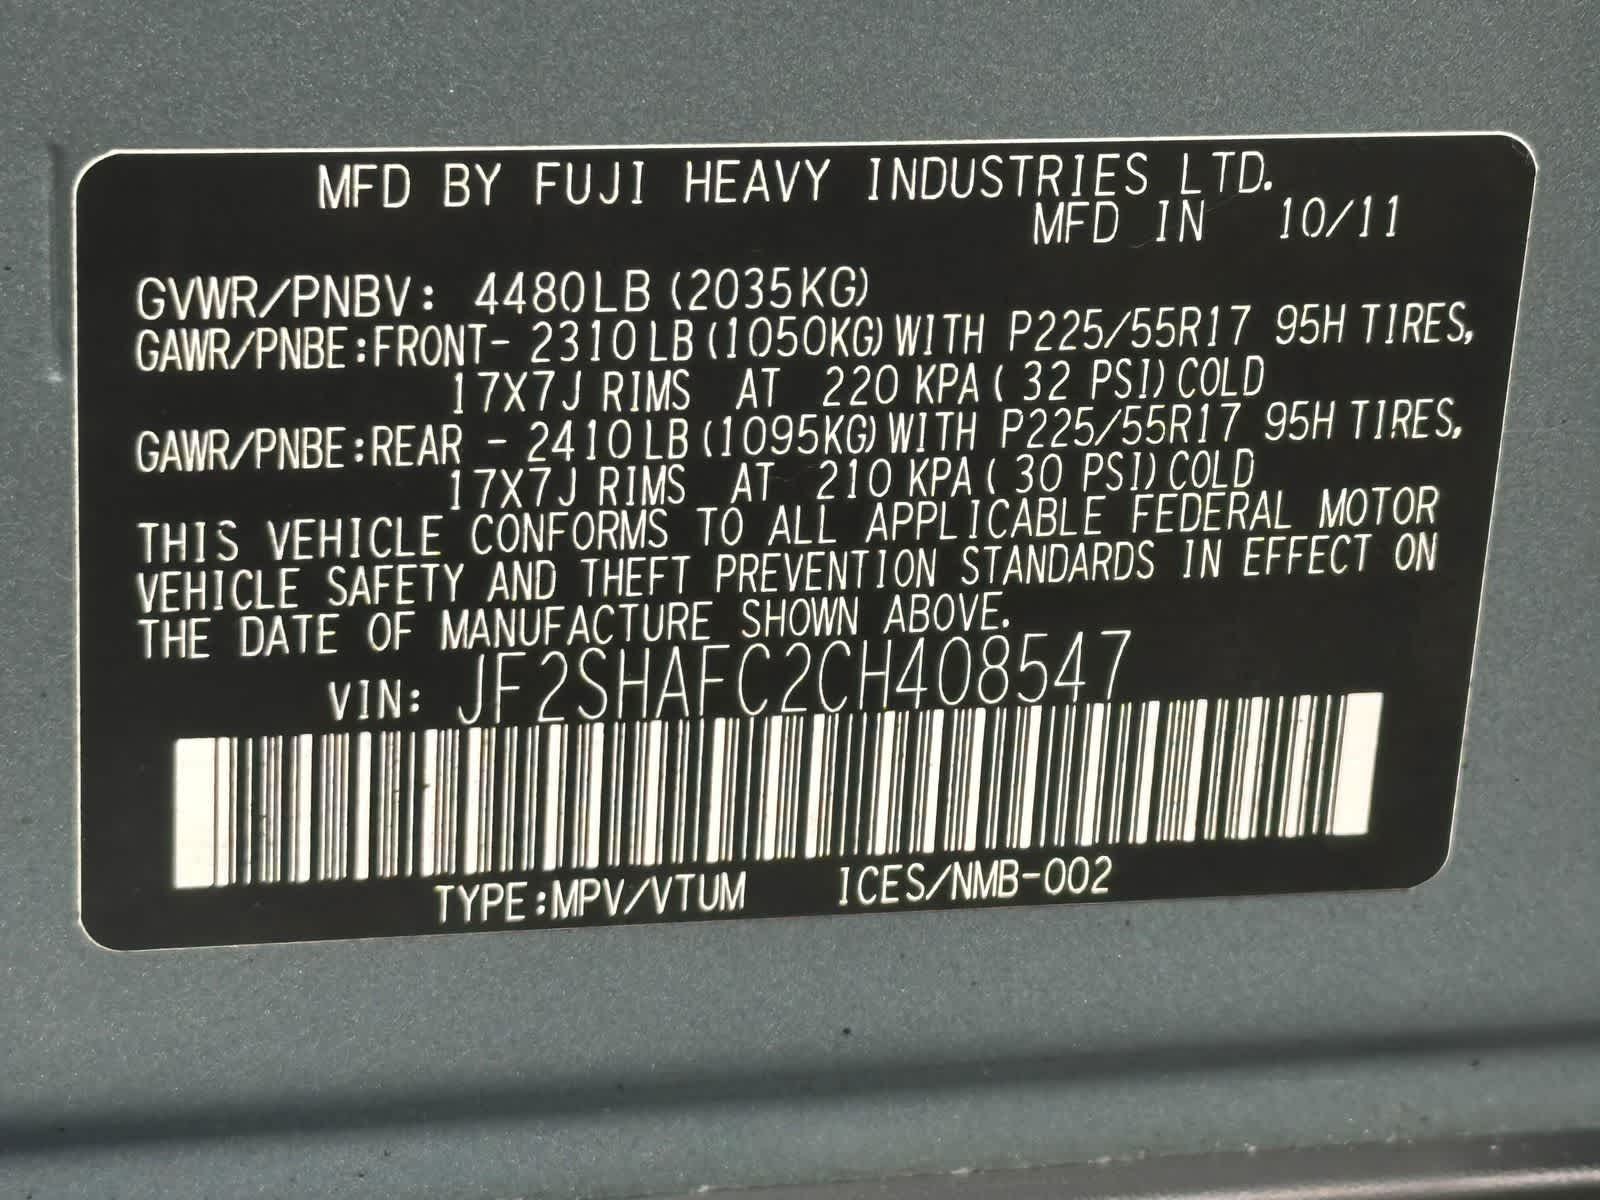 MFD BY FUJI HEAVY INDUSTRIES LTD.
MFD IN 10/11
GVWR/PNBV: 4480LB (2035KG)
GAWR/PNBE:FRONT- 2310LB (1050KG) WITH P225/55R17 95H TIRES,
17X7J RIMS AT 220 KPA ( 32 PSI) COLD
GAWR/PNBE:REAR - 2410LB (1095KG) WITH P225/55R17 95H TIRES,
17X7J RIMS AT 210 KPA ( 30 PSI) COLD
THIS VEHICLE CONFORMS TO ALL APPLICABLE FEDERAL MOTOR
VEHICLE SAFETY AND THEFT PREVENTION STANDARDS IN EFFECT ON
THE DATE OF MANUFACTURE SHOWN ABOVE.
VIN: JF2SHAFC2CH408547
TYPE:MPV/VTUM ICES/NMB-002